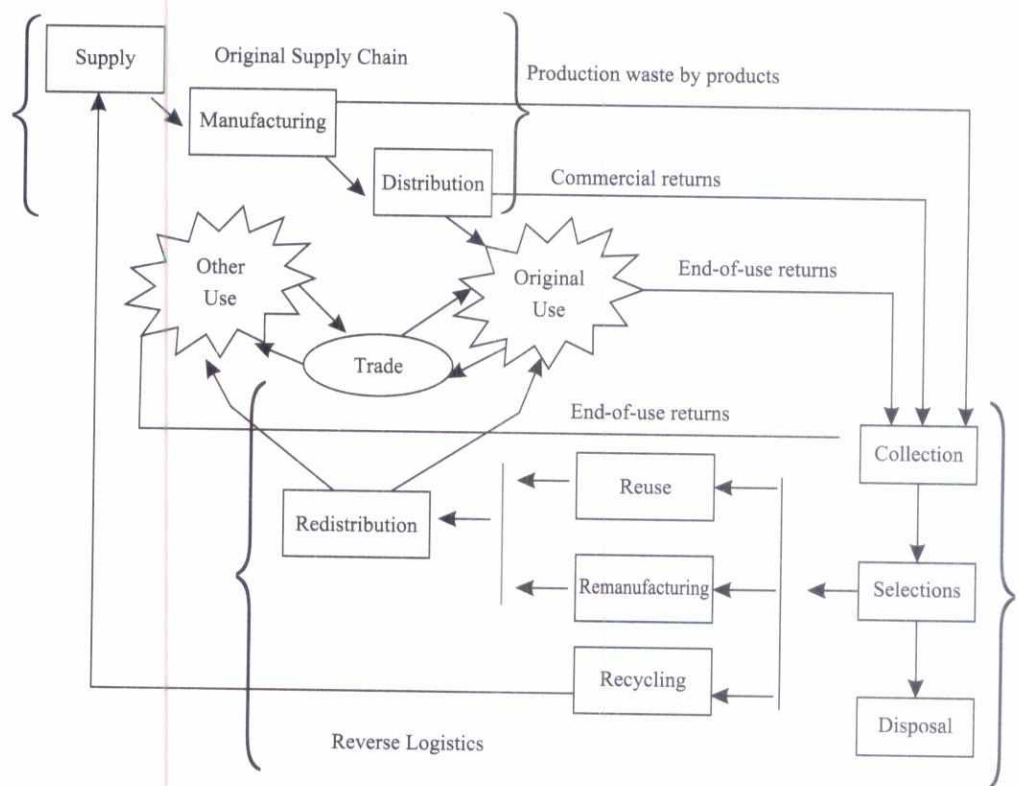 Supply
Original Supply Chain
Production waste by products
Manufacturing
Distribution
Commercial returns
Other
Use
Original
Use
End-of-use returns
Trade
End-of-use returns
Collection
Reuse
Redistribution
Remanufacturing
Selections
Recycling
Disposal
Reverse Logistics